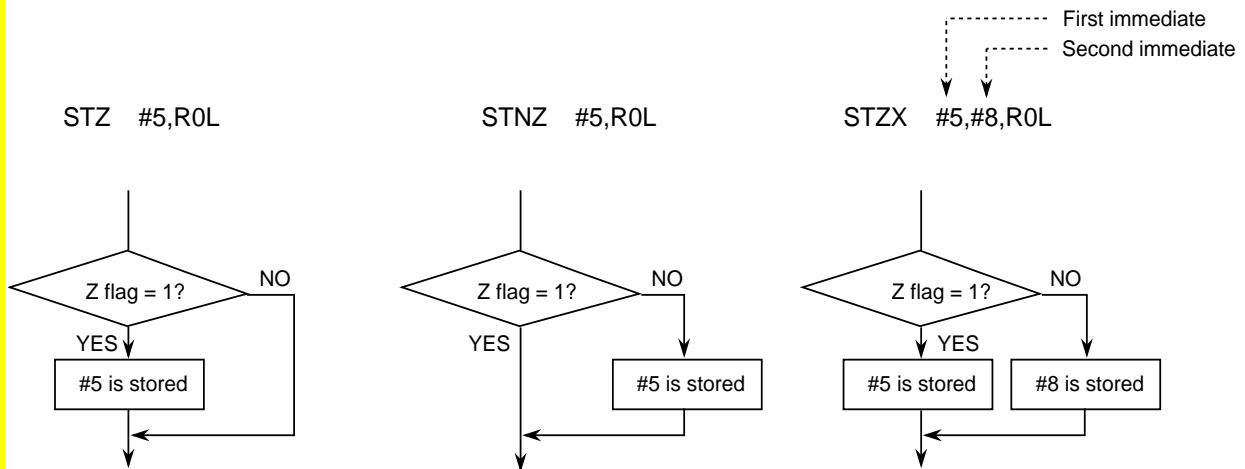 First immediate
Second immediate
STZ #5,R0L
STNZ #5,R0L
STZX #5,#8,R0L
Z flag = 1?
NO
YES
#5 is stored
Z flag = 1?
NO
YES
#5 is stored
Z flag = 1?
NO
YES
#5 is stored
#8 is stored